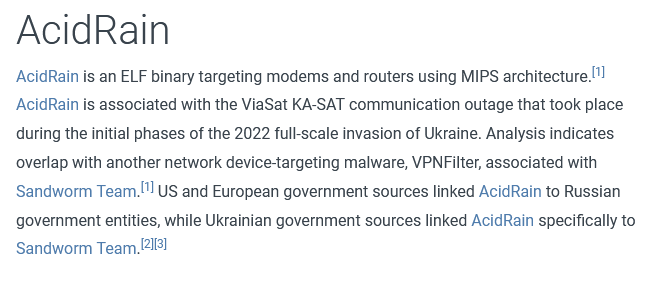 AcidRain
AcidRain is an ELF binary targeting modems and routers using MIPS architecture.[1]
AcidRain is associated with the ViaSat KA-SAT communication outage that took place
during the initial phases of the 2022 full-scale invasion of Ukraine. Analysis indicates
overlap with another network device-targeting malware, VPNFilter, associated with
Sandworm Team.[1] US and European government sources linked AcidRain to Russian
government entities, while Ukrainian government sources linked AcidRain specifically to
Sandworm Team.[2][3]